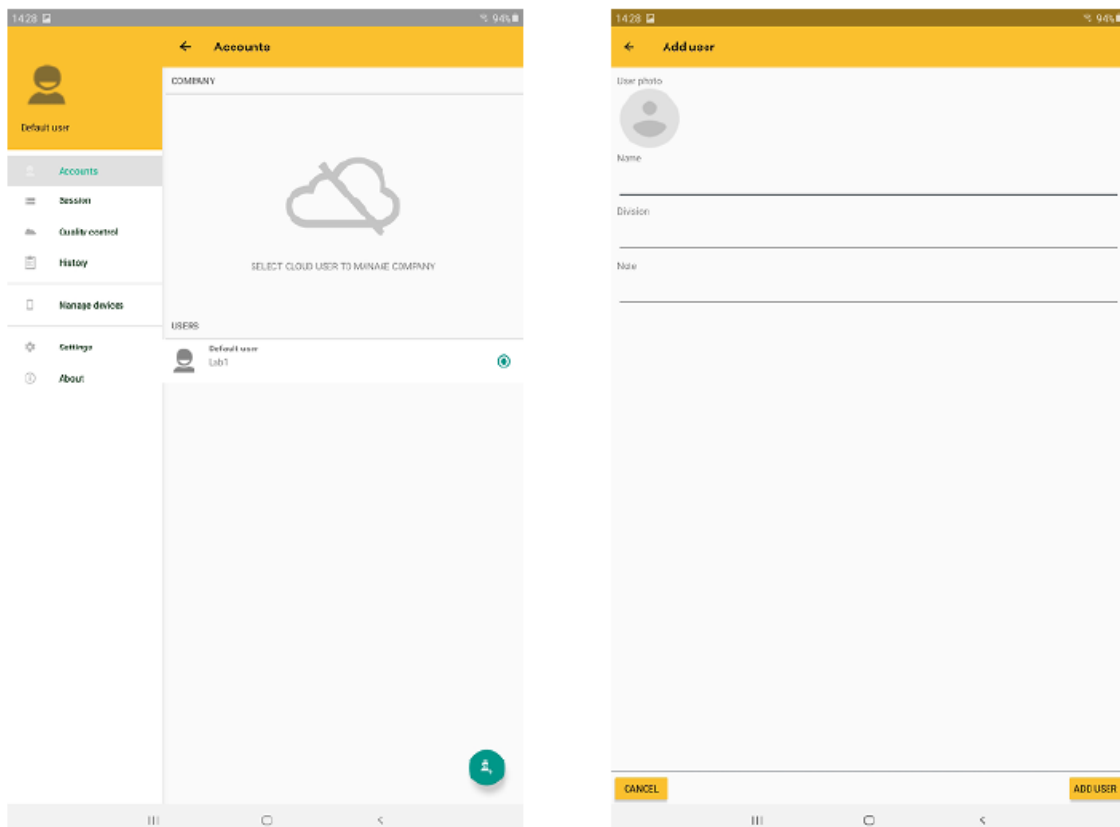 14:28 94%
Accounts
Default user
COMPANY
Accounts
Session
Quality control
History
Manage devices
Settings
About
SELECT CLOUD USER TO MANAGE COMPANY
USERS
Default user
Lab1
14:28 94%
Add user
User photo
Name
Division
Note
CANCEL
ADD USER